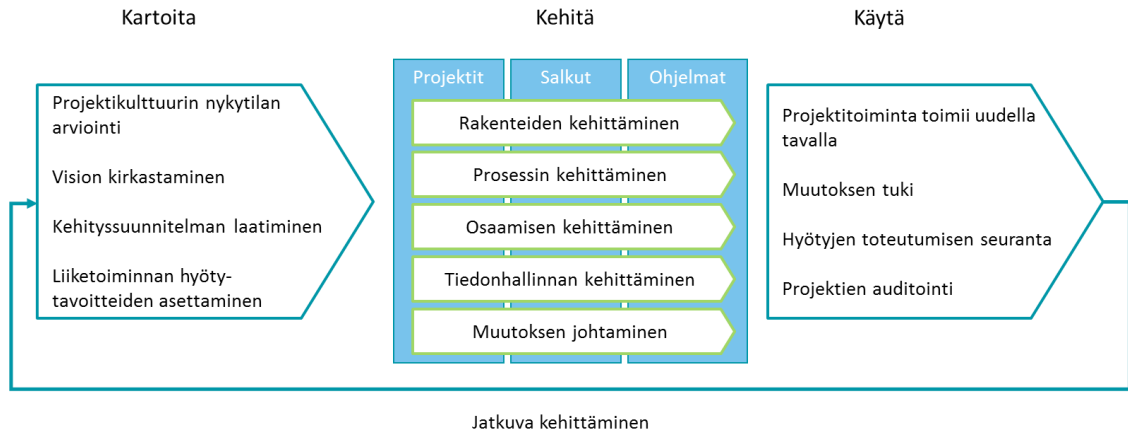 Kartoita
Kehitä
Käytä
Projektikulttuurin nykytilan
arviointi
Vision kirkastaminen
Kehityssuunnitelman laatiminen
Liiketoiminnan hyöty-
tavoitteiden asettaminen
Projektit
Salkut
Ohjelmat
Rakenteiden kehittäminen
Prosessin kehittäminen
Osaamisen kehittäminen
Tiedonhallinnan kehittäminen
Muutoksen johtaminen
Projektitoiminta toimii uudella
tavalla
Muutoksen tuki
Hyötyjen toteutumisen seuranta
Projektien auditointi
Jatkuva kehittäminen